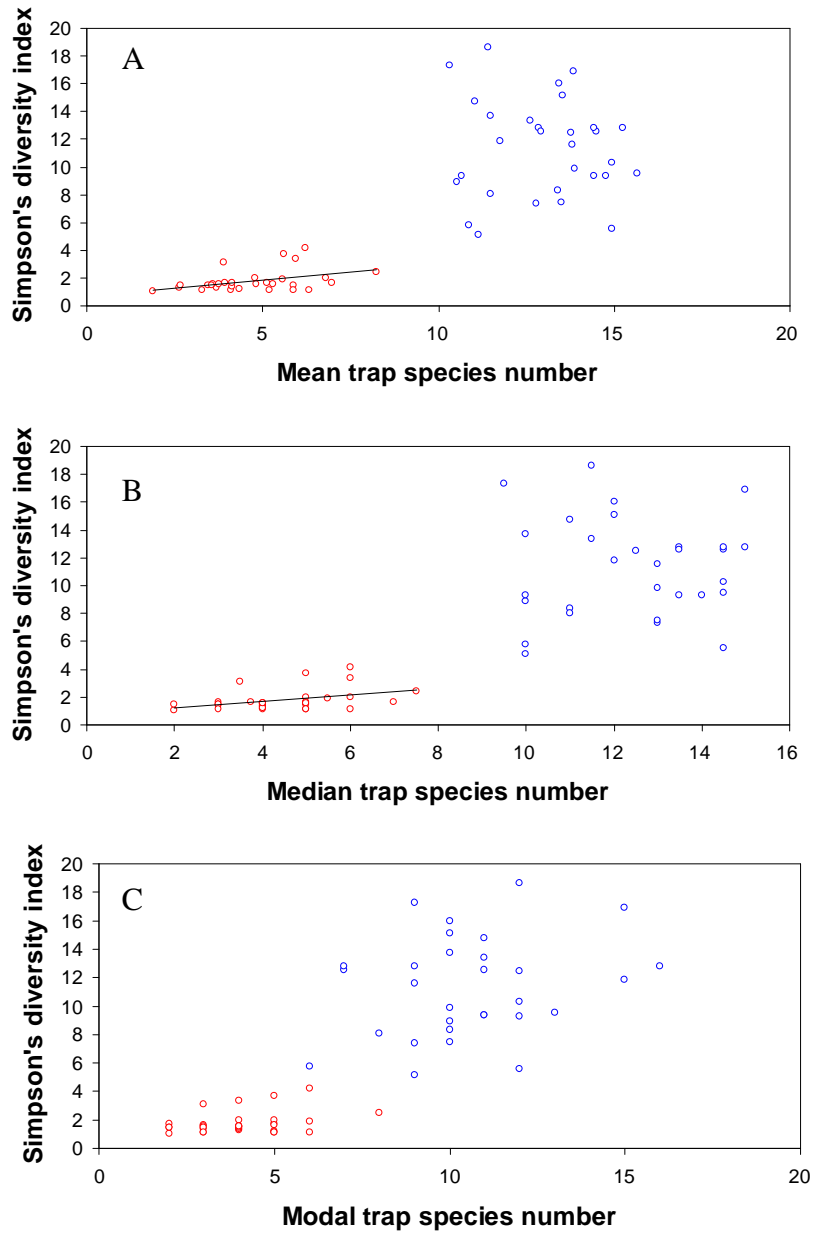 A
Simpson's diversity index
20
18
16
14
12
10
8
6
4
2
0
0 5 10 15 20
Mean trap species number
B
Simpson's diversity index
20
18
16
14
12
10
8
6
4
2
0
0 2 4 6 8 10 12 14 16
Median trap species number
C
Simpson's diversity index
20
18
16
14
12
10
8
6
4
2
0
0 5 10 15 20
Modal trap species number